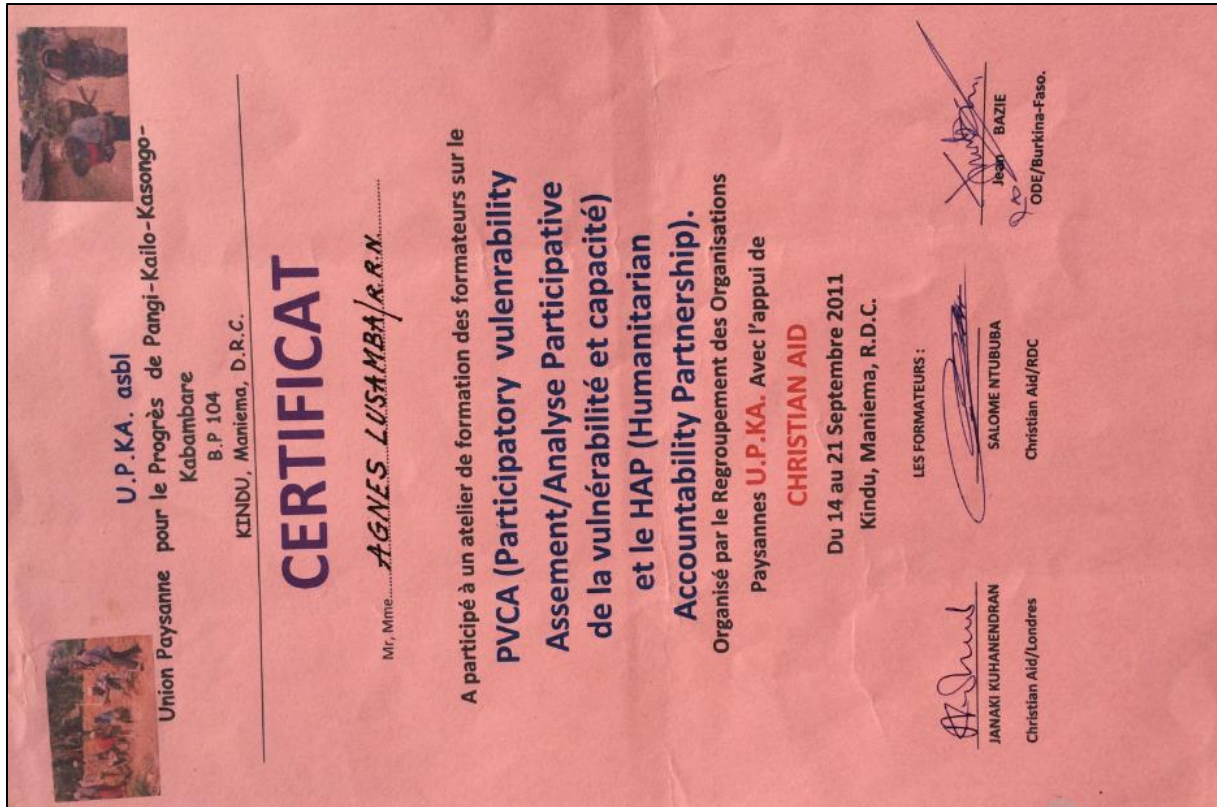 U.P.KA. asbl
Union Paysanne pour le Progrès de Pangi-Kailo-Kasongo-
Kabambare
B.P 104
KINDU, Maniema, D.R.C.
CERTIFICAT
Mr, Mme......AGNES LUSAMBA/R.R.N..........
A participé à un atelier de formation des formateurs sur le
PVCA (Participatory vulenrability
Assement/Analyse Participative
de la vulnérabilité et capacité)
et le HAP (Humanitarian
Accountability Partnership).
Organisé par le Regroupement des Organisations
Paysannes U.P.KA. Avec l'appui de
CHRISTIAN AID
Du 14 au 21 Septembre 2011
Kindu, Maniema, R.D.C.
LES FORMATEURS :
JANAKI KUHANENDRAN
Christian Aid/Londres
SALOME NTUBUBA
Christian Aid/RDC
Jean BAZIE
ODE/Burkina-Faso.